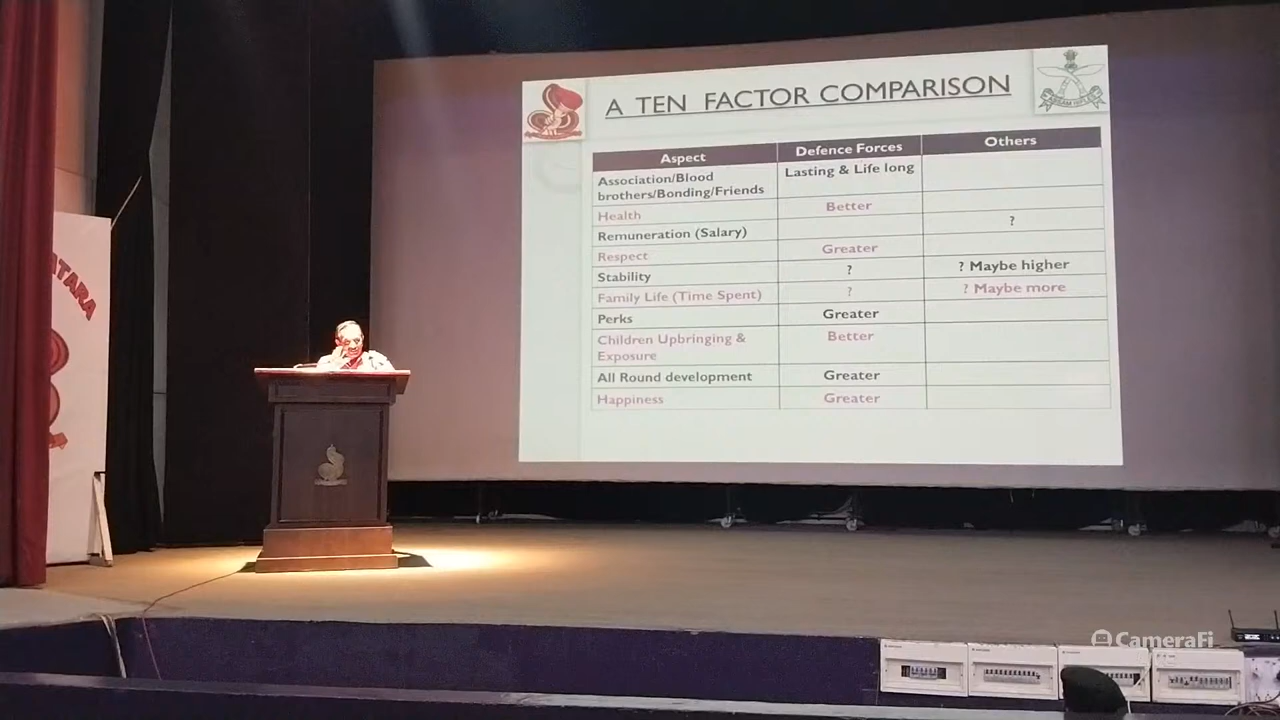 A TEN FACTOR COMPARISON
ASSAM RIFLES
Aspect Defence Forces Others
Association/Blood brothers/Bonding/Friends Lasting & Life long
Health Better
Remuneration (Salary) ?
Respect Greater
Stability ? ? Maybe higher
Family Life (Time Spent) ? ? Maybe more
Perks Greater
Children Upbringing & Exposure Better
All Round development Greater
Happiness Greater
CameraFi